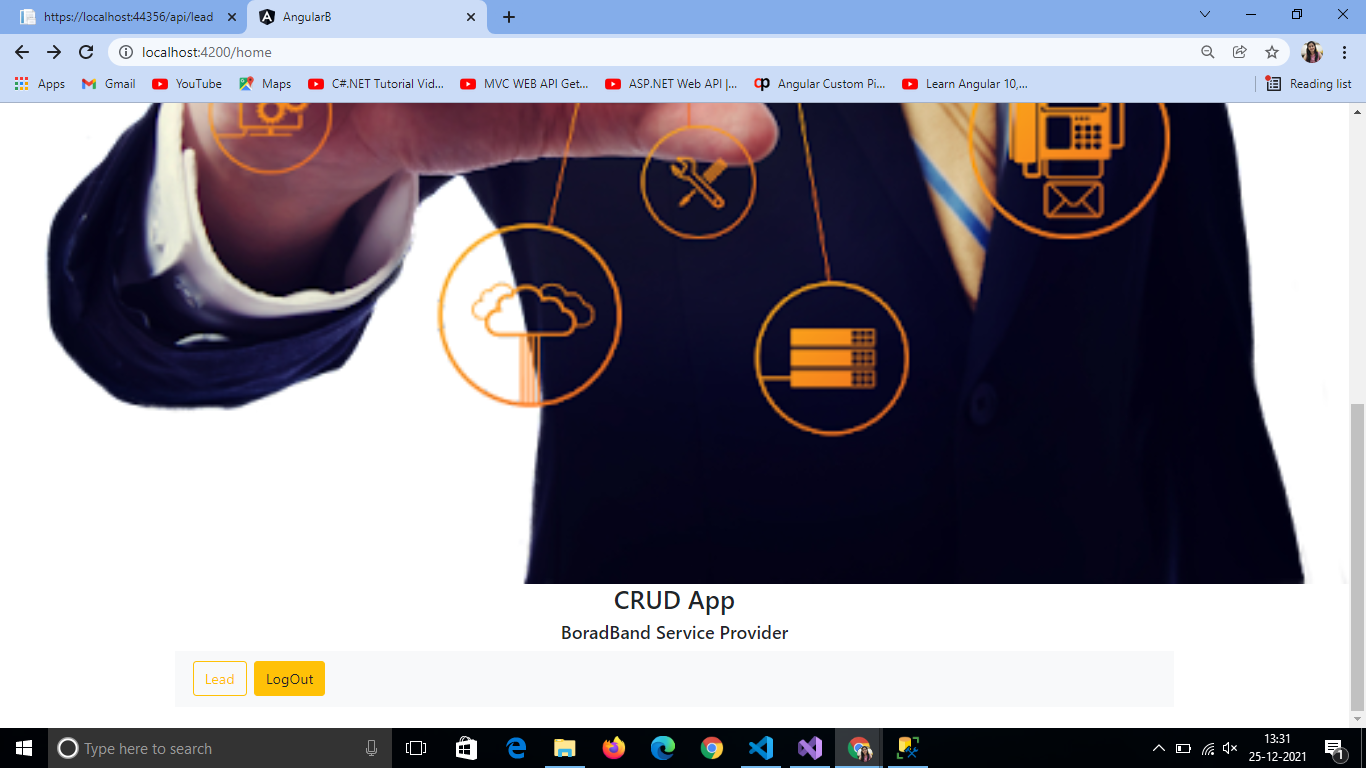 https://localhost:44356/api/lead AngularB
localhost:4200/home
Apps Gmail YouTube Maps C#.NET Tutorial Vid... MVC WEB API Get... ASP.NET Web API |... Angular Custom Pi... Learn Angular 10,... Reading list
CRUD App
BoradBand Service Provider
Lead LogOut
Type here to search
13:31
25-12-2021
1